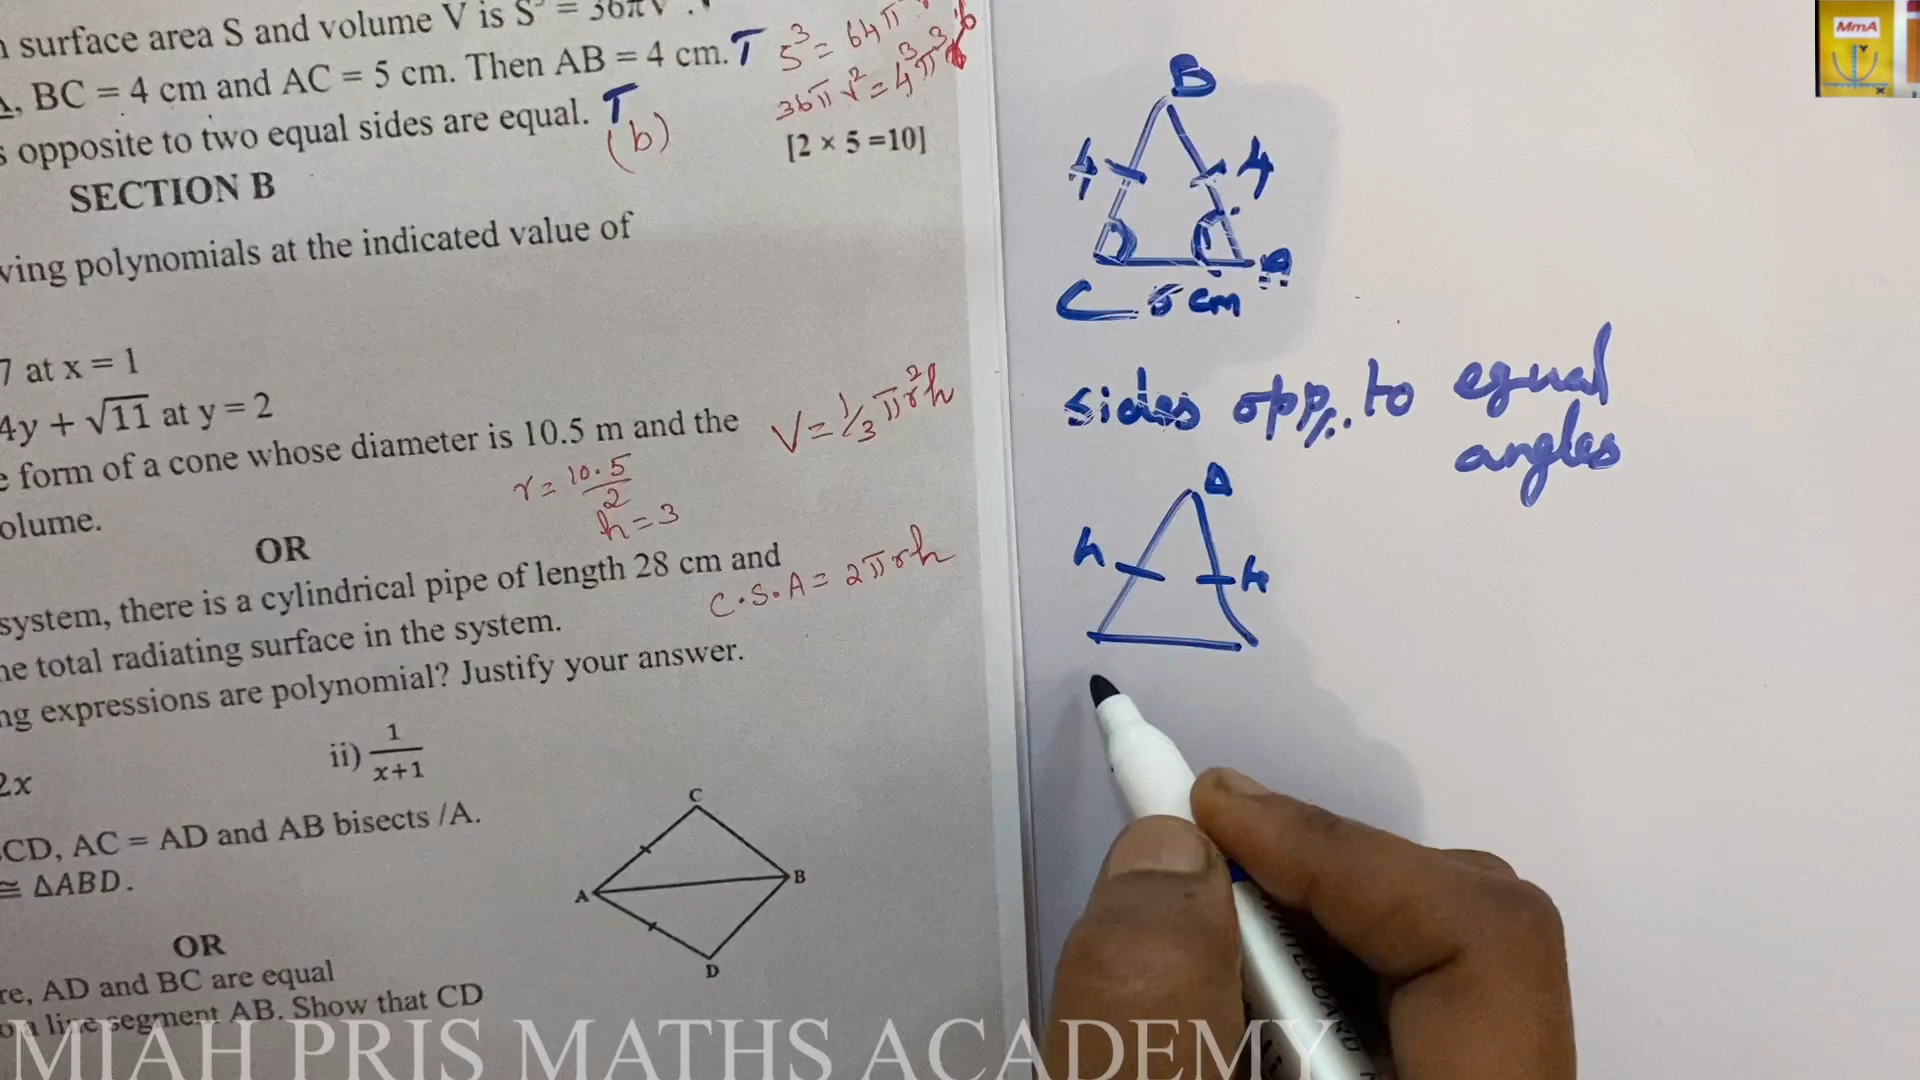 surface area S and volume V is S³ = 36πV².
, BC = 4 cm and AC = 5 cm. Then AB = 4 cm. T
opposite to two equal sides are equal. T
(b)
[2 × 5 =10]
5³ = 64π
36πV² = 4³π³
SECTION B
ving polynomials at the indicated value of
7 at x = 1
4y + √11 at y = 2
e form of a cone whose diameter is 10.5 m and the
olume.
V = 1/3 πr²h
r = 10.5/2
h = 3
OR
system, there is a cylindrical pipe of length 28 cm and
he total radiating surface in the system.
C.S.A = 2πrh
ng expressions are polynomial? Justify your answer.
2x
ii) 1/(x+1)
CD, AC = AD and AB bisects /A.
≅ ΔABD.
C
A
B
D
OR
re, AD and BC are equal
o a line segment AB. Show that CD
MIAH PRIS MATHS ACADEMY
MmA
Y
X
B
4 4
C 5 cm A
sides opp. to equal
angles
A
4 4
WHITEBOARD